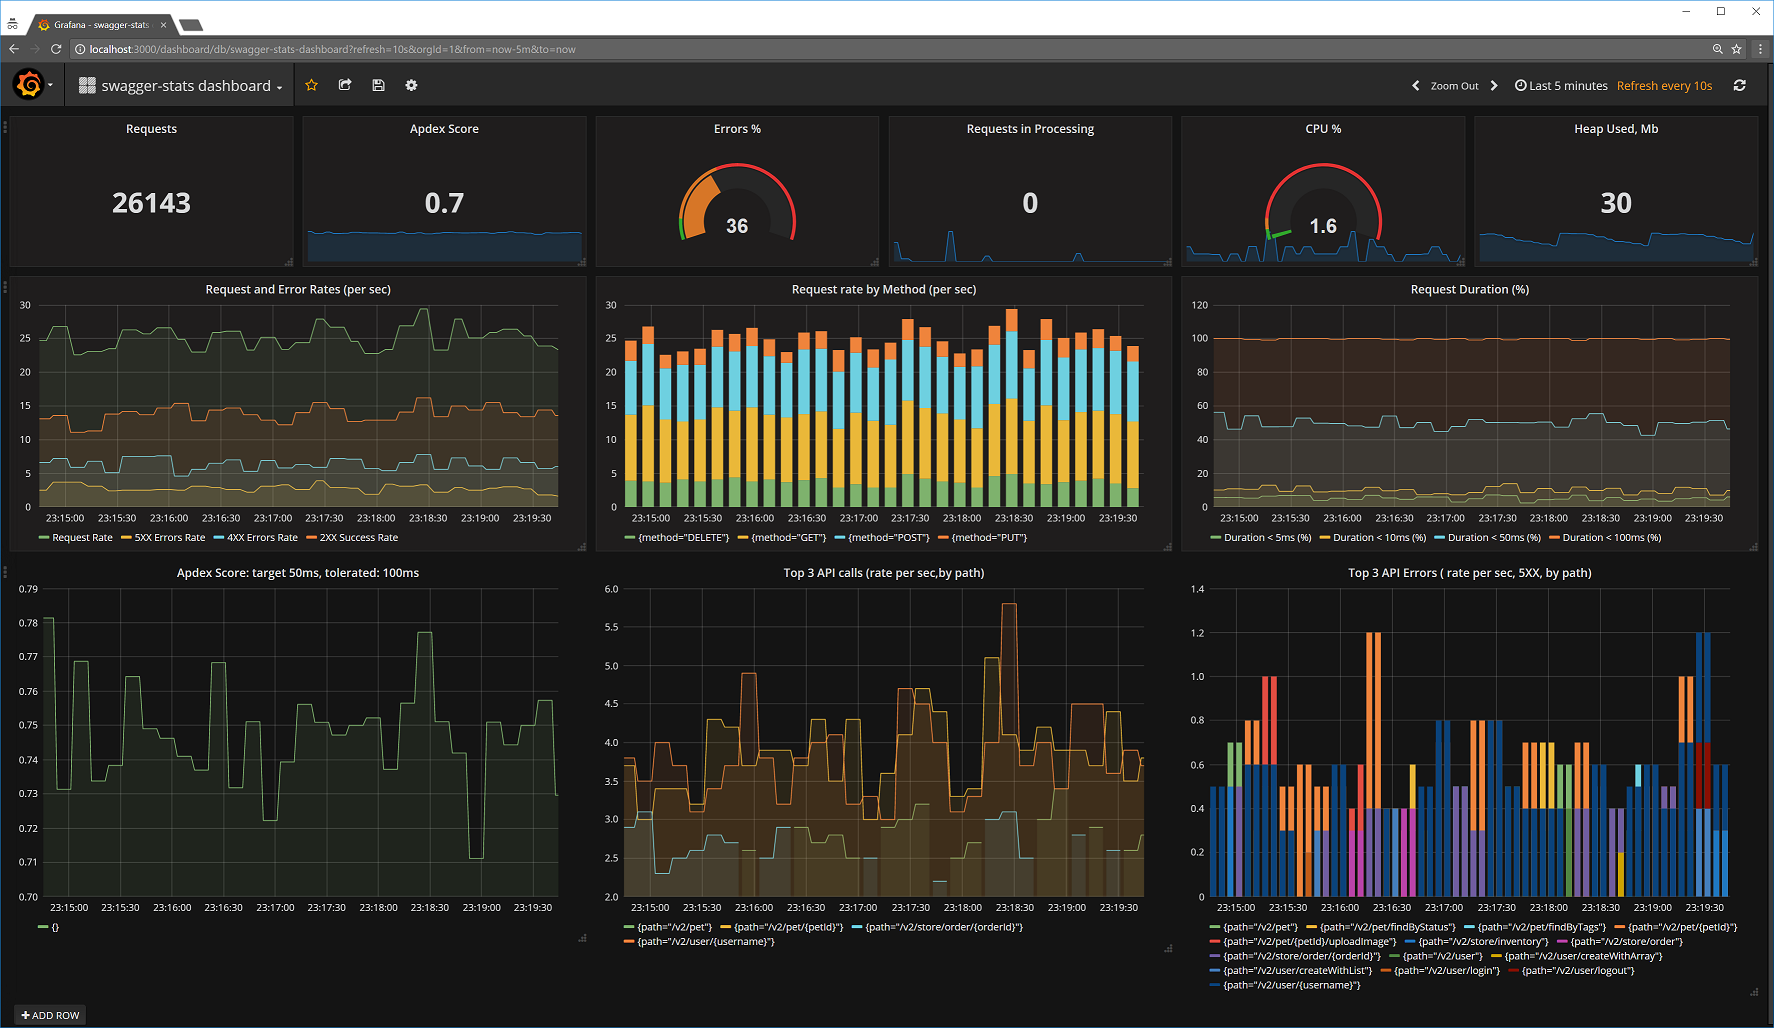 Grafana - swagger-stats
localhost:3000/dashboard/db/swagger-stats-dashboard?refresh=10s&orgId=1&from=now-5m&to=now
swagger-stats dashboard
Zoom Out
Last 5 minutes
Refresh every 10s
Requests
26143
Apdex Score
0.7
Errors %
36
Requests in Processing
0
CPU %
1.6
Heap Used, Mb
30
Request and Error Rates (per sec)
30
25
20
15
10
5
0
23:15:00 23:15:30 23:16:00 23:16:30 23:17:00 23:17:30 23:18:00 23:18:30 23:19:00 23:19:30
Request Rate 5XX Errors Rate 4XX Errors Rate 2XX Success Rate
Request rate by Method (per sec)
30
25
20
15
10
5
0
23:15:00 23:15:30 23:16:00 23:16:30 23:17:00 23:17:30 23:18:00 23:18:30 23:19:00 23:19:30
{method="DELETE"} {method="GET"} {method="POST"} {method="PUT"}
Request Duration (%)
120
100
80
60
40
20
0
23:15:00 23:15:30 23:16:00 23:16:30 23:17:00 23:17:30 23:18:00 23:18:30 23:19:00 23:19:30
Duration < 5ms (%) Duration < 10ms (%) Duration < 50ms (%) Duration < 100ms (%)
Apdex Score: target 50ms, tolerated: 100ms
0.79
0.78
0.77
0.76
0.75
0.74
0.73
0.72
0.71
0.70
23:15:00 23:15:30 23:16:00 23:16:30 23:17:00 23:17:30 23:18:00 23:18:30 23:19:00 23:19:30
{}
Top 3 API calls (rate per sec,by path)
6.0
5.5
5.0
4.5
4.0
3.5
3.0
2.5
2.0
23:15:00 23:15:30 23:16:00 23:16:30 23:17:00 23:17:30 23:18:00 23:18:30 23:19:00 23:19:30
{path="/v2/pet"} {path="/v2/pet/{petId}"} {path="/v2/store/order/{orderId}"}
{path="/v2/user/{username}"}
Top 3 API Errors ( rate per sec, 5XX, by path)
1.4
1.2
1.0
0.8
0.6
0.4
0.2
0
23:15:00 23:15:30 23:16:00 23:16:30 23:17:00 23:17:30 23:18:00 23:18:30 23:19:00 23:19:30
{path="/v2/pet"} {path="/v2/pet/findByStatus"} {path="/v2/pet/findByTags"} {path="/v2/pet/{petId}"}
{path="/v2/pet/{petId}/uploadImage"} {path="/v2/store/inventory"} {path="/v2/store/order"}
{path="/v2/store/order/{orderId}"} {path="/v2/user"} {path="/v2/user/createWithArray"}
{path="/v2/user/createWithList"} {path="/v2/user/login"} {path="/v2/user/logout"}
{path="/v2/user/{username}"}
ADD ROW